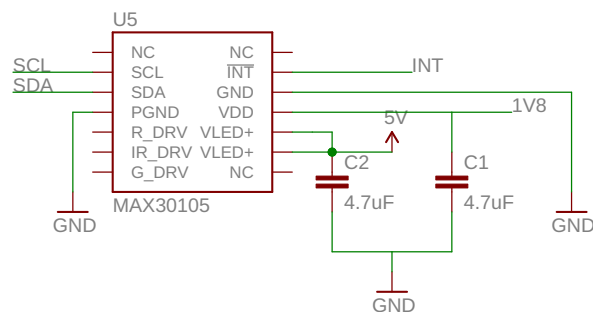 U5
NC NC
SCL SCL INT INT
SDA SDA GND
PGND VDD 1V8
R_DRV VLED+ 5V
IR_DRV VLED+
G_DRV NC C2 C1
MAX30105 4.7uF 4.7uF
GND GND
GND